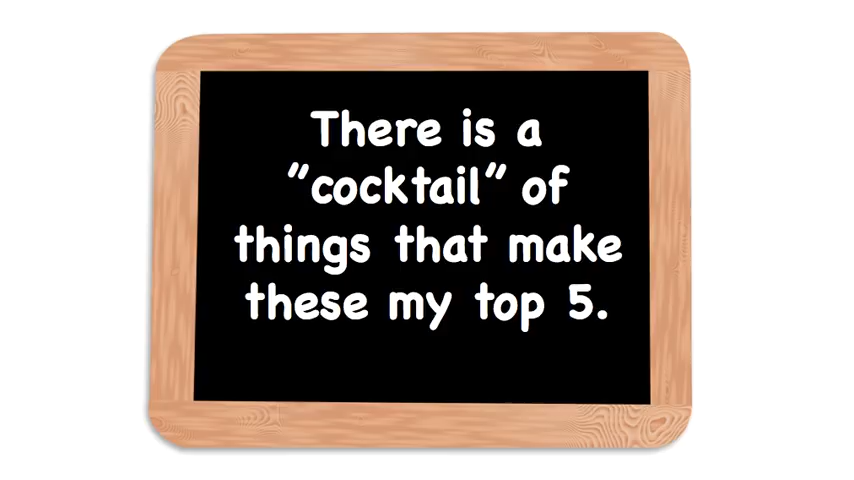 There is a
"cocktail" of
things that make
these my top 5.